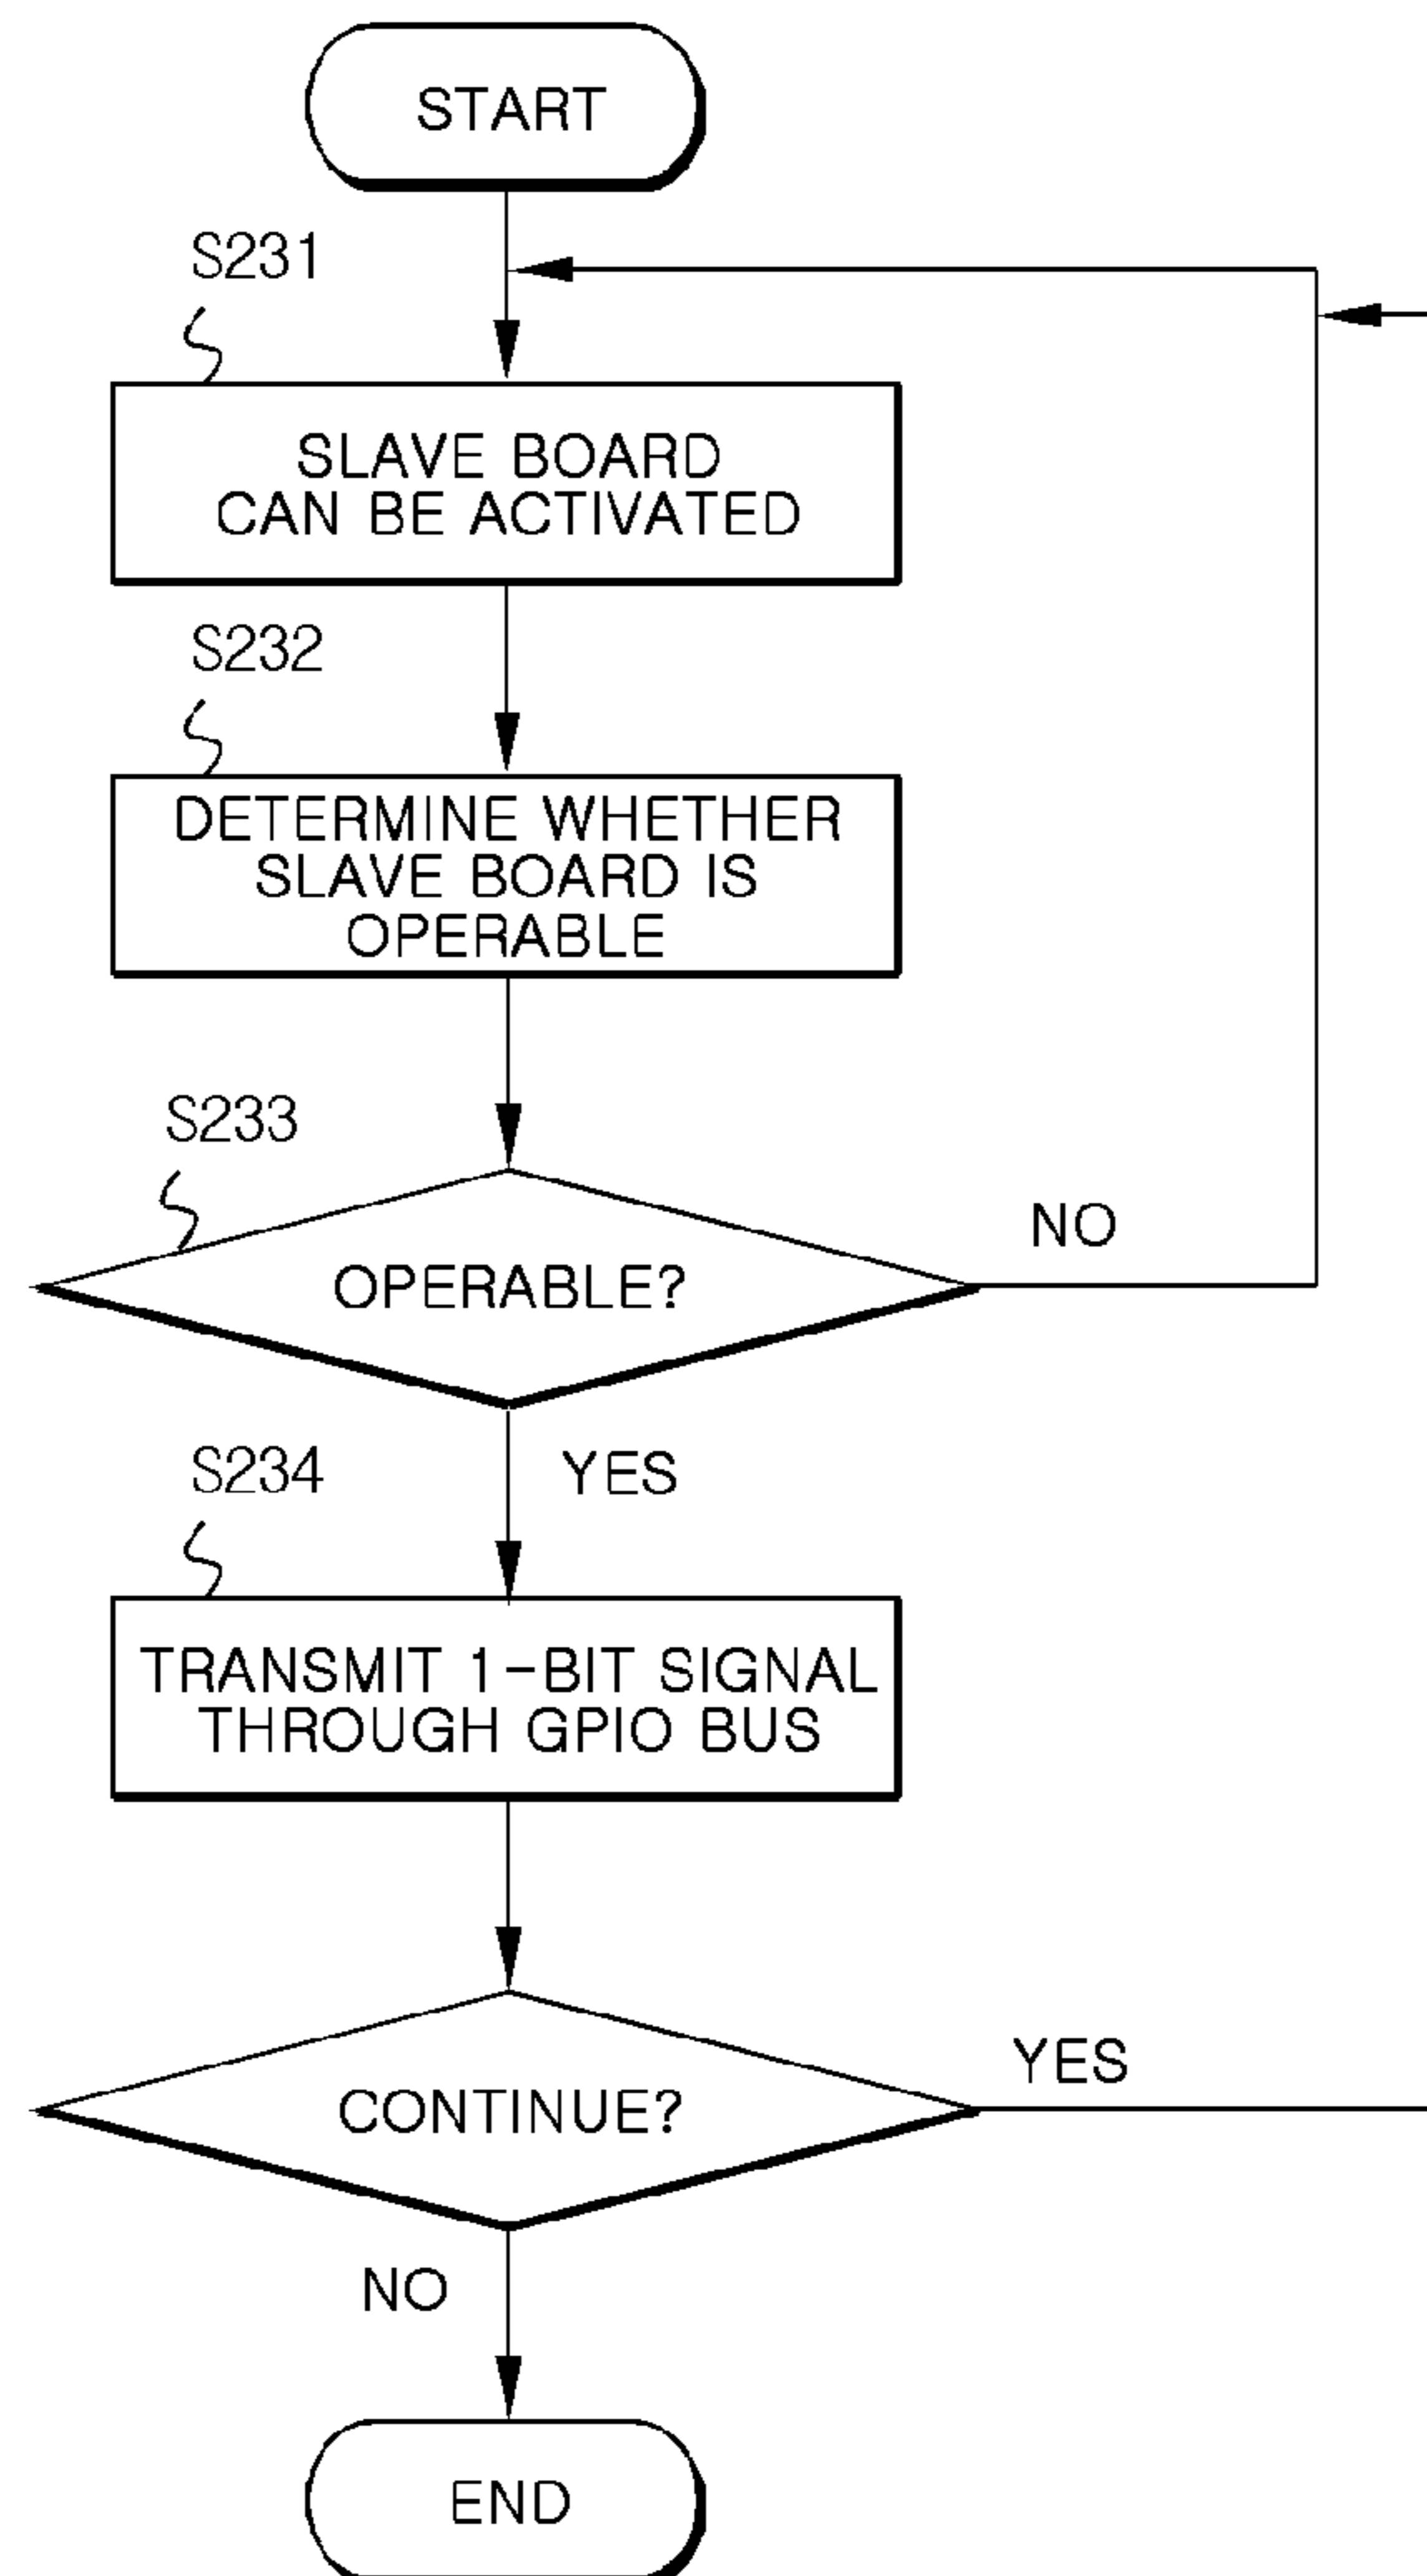 START
S231
SLAVE BOARD
CAN BE ACTIVATED
S232
DETERMINE WHETHER
SLAVE BOARD IS
OPERABLE
S233
OPERABLE?
NO
YES
S234
TRANSMIT 1-BIT SIGNAL
THROUGH GPIO BUS
CONTINUE?
YES
NO
END